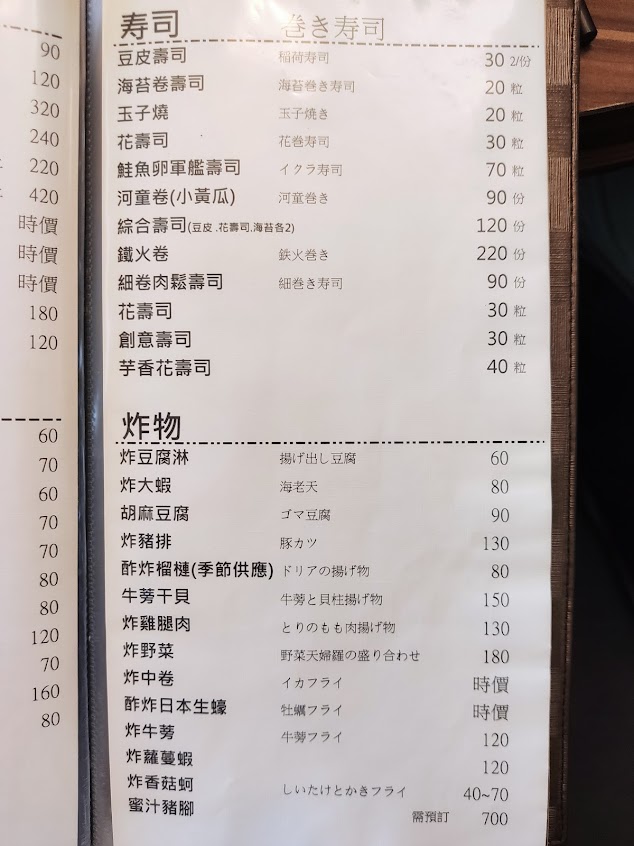 90
120
320
240
220
420
時價
時價
時價
180
120
60
70
60
70
70
80
80
120
70
160
80
寿司 巻き寿司
豆皮壽司 稲荷寿司 30 2/份
海苔卷壽司 海苔巻き寿司 20 粒
玉子燒 玉子焼き 20 粒
花壽司 花巻寿司 30 粒
鮭魚卵軍艦壽司 イクラ寿司 70 粒
河童卷(小黃瓜) 河童巻き 90 份
綜合壽司(豆皮.花壽司.海苔各2) 120 份
鐵火卷 鉄火巻き 220 份
細卷肉鬆壽司 細巻き寿司 90 份
花壽司 30 粒
創意壽司 30 粒
芋香花壽司 40 粒
炸物
炸豆腐淋 揚げ出し豆腐 60
炸大蝦 海老天 80
胡麻豆腐 ゴマ豆腐 90
炸豬排 豚カツ 130
酥炸榴槤(季節供應) ドリアの揚げ物 80
牛蒡干貝 牛蒡と貝柱揚げ物 150
炸雞腿肉 とりのもも肉揚げ物 130
炸野菜 野菜天婦羅の盛り合わせ 180
炸中卷 イカフライ 時價
酥炸日本生蠔 牡蠣フライ 時價
炸牛蒡 牛蒡フライ 120
炸蘿蔓蝦 120
炸香菇蚵 しいたけとかきフライ 40~70
蜜汁豬腳 需預訂 700